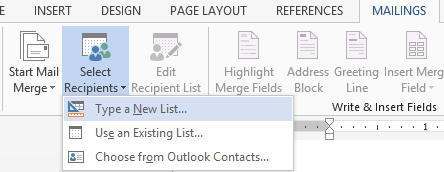 INSERT DESIGN PAGE LAYOUT REFERENCES MAILINGS
Start Mail Select Edit Highlight Address Greeting Insert Merge
Merge Recipients Recipient List Merge Fields Block Line Field
Type a New List...
Write & Insert Fields
Use an Existing List...
1
Choose from Outlook Contacts...